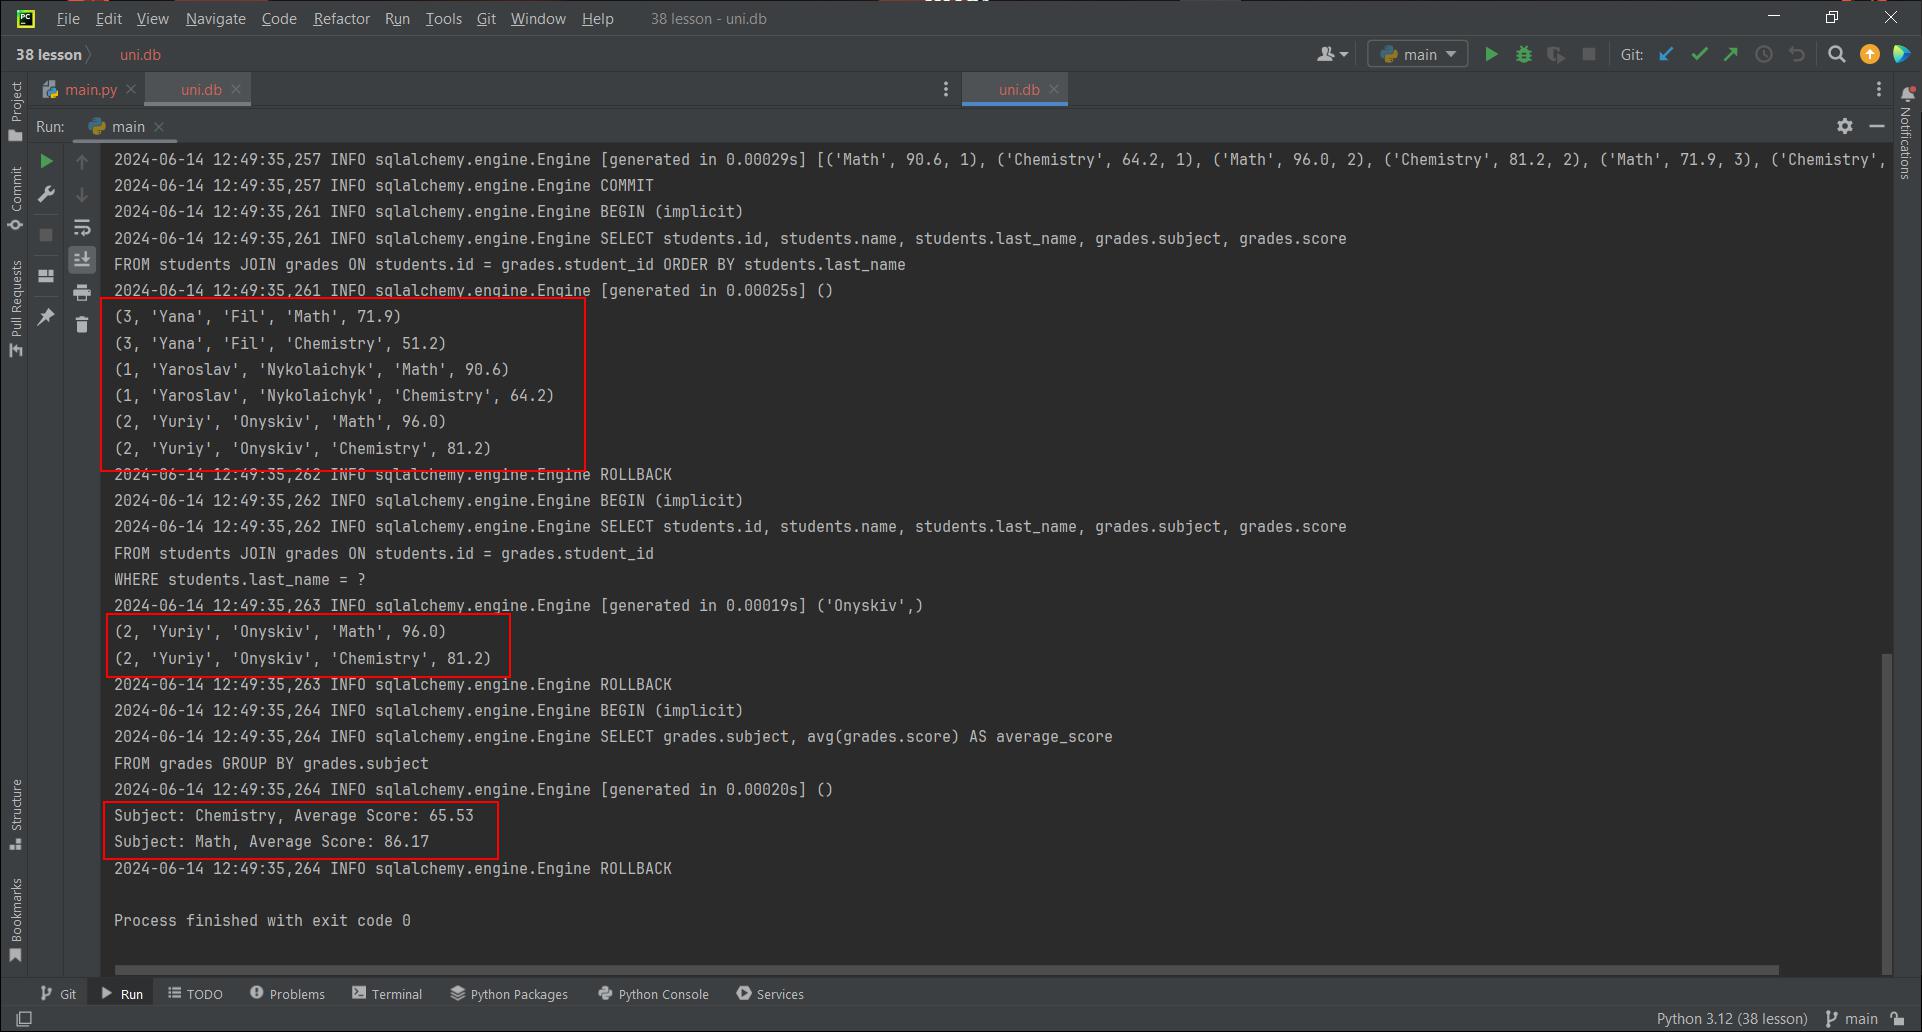 File Edit View Navigate Code Refactor Run Tools Git Window Help 38 lesson - uni.db
38 lesson uni.db
main
Git:
main.py uni.db
uni.db
Run: main
Project
Commit
Pull Requests
Structure
Bookmarks
Notifications
2024-06-14 12:49:35,257 INFO sqlalchemy.engine.Engine [generated in 0.00029s] [('Math', 90.6, 1), ('Chemistry', 64.2, 1), ('Math', 96.0, 2), ('Chemistry', 81.2, 2), ('Math', 71.9, 3), ('Chemistry',
2024-06-14 12:49:35,257 INFO sqlalchemy.engine.Engine COMMIT
2024-06-14 12:49:35,261 INFO sqlalchemy.engine.Engine BEGIN (implicit)
2024-06-14 12:49:35,261 INFO sqlalchemy.engine.Engine SELECT students.id, students.name, students.last_name, grades.subject, grades.score
FROM students JOIN grades ON students.id = grades.student_id ORDER BY students.last_name
2024-06-14 12:49:35,261 INFO sqlalchemy.engine.Engine [generated in 0.00025s] ()
(3, 'Yana', 'Fil', 'Math', 71.9)
(3, 'Yana', 'Fil', 'Chemistry', 51.2)
(1, 'Yaroslav', 'Nykolaichyk', 'Math', 90.6)
(1, 'Yaroslav', 'Nykolaichyk', 'Chemistry', 64.2)
(2, 'Yuriy', 'Onyskiv', 'Math', 96.0)
(2, 'Yuriy', 'Onyskiv', 'Chemistry', 81.2)
2024-06-14 12:49:35,262 INFO sqlalchemy.engine.Engine ROLLBACK
2024-06-14 12:49:35,262 INFO sqlalchemy.engine.Engine BEGIN (implicit)
2024-06-14 12:49:35,262 INFO sqlalchemy.engine.Engine SELECT students.id, students.name, students.last_name, grades.subject, grades.score
FROM students JOIN grades ON students.id = grades.student_id
WHERE students.last_name = ?
2024-06-14 12:49:35,263 INFO sqlalchemy.engine.Engine [generated in 0.00019s] ('Onyskiv',)
(2, 'Yuriy', 'Onyskiv', 'Math', 96.0)
(2, 'Yuriy', 'Onyskiv', 'Chemistry', 81.2)
2024-06-14 12:49:35,263 INFO sqlalchemy.engine.Engine ROLLBACK
2024-06-14 12:49:35,264 INFO sqlalchemy.engine.Engine BEGIN (implicit)
2024-06-14 12:49:35,264 INFO sqlalchemy.engine.Engine SELECT grades.subject, avg(grades.score) AS average_score
FROM grades GROUP BY grades.subject
2024-06-14 12:49:35,264 INFO sqlalchemy.engine.Engine [generated in 0.00020s] ()
Subject: Chemistry, Average Score: 65.53
Subject: Math, Average Score: 86.17
2024-06-14 12:49:35,264 INFO sqlalchemy.engine.Engine ROLLBACK
Process finished with exit code 0
Git Run TODO Problems Terminal Python Packages Python Console Services
Python 3.12 (38 lesson) main